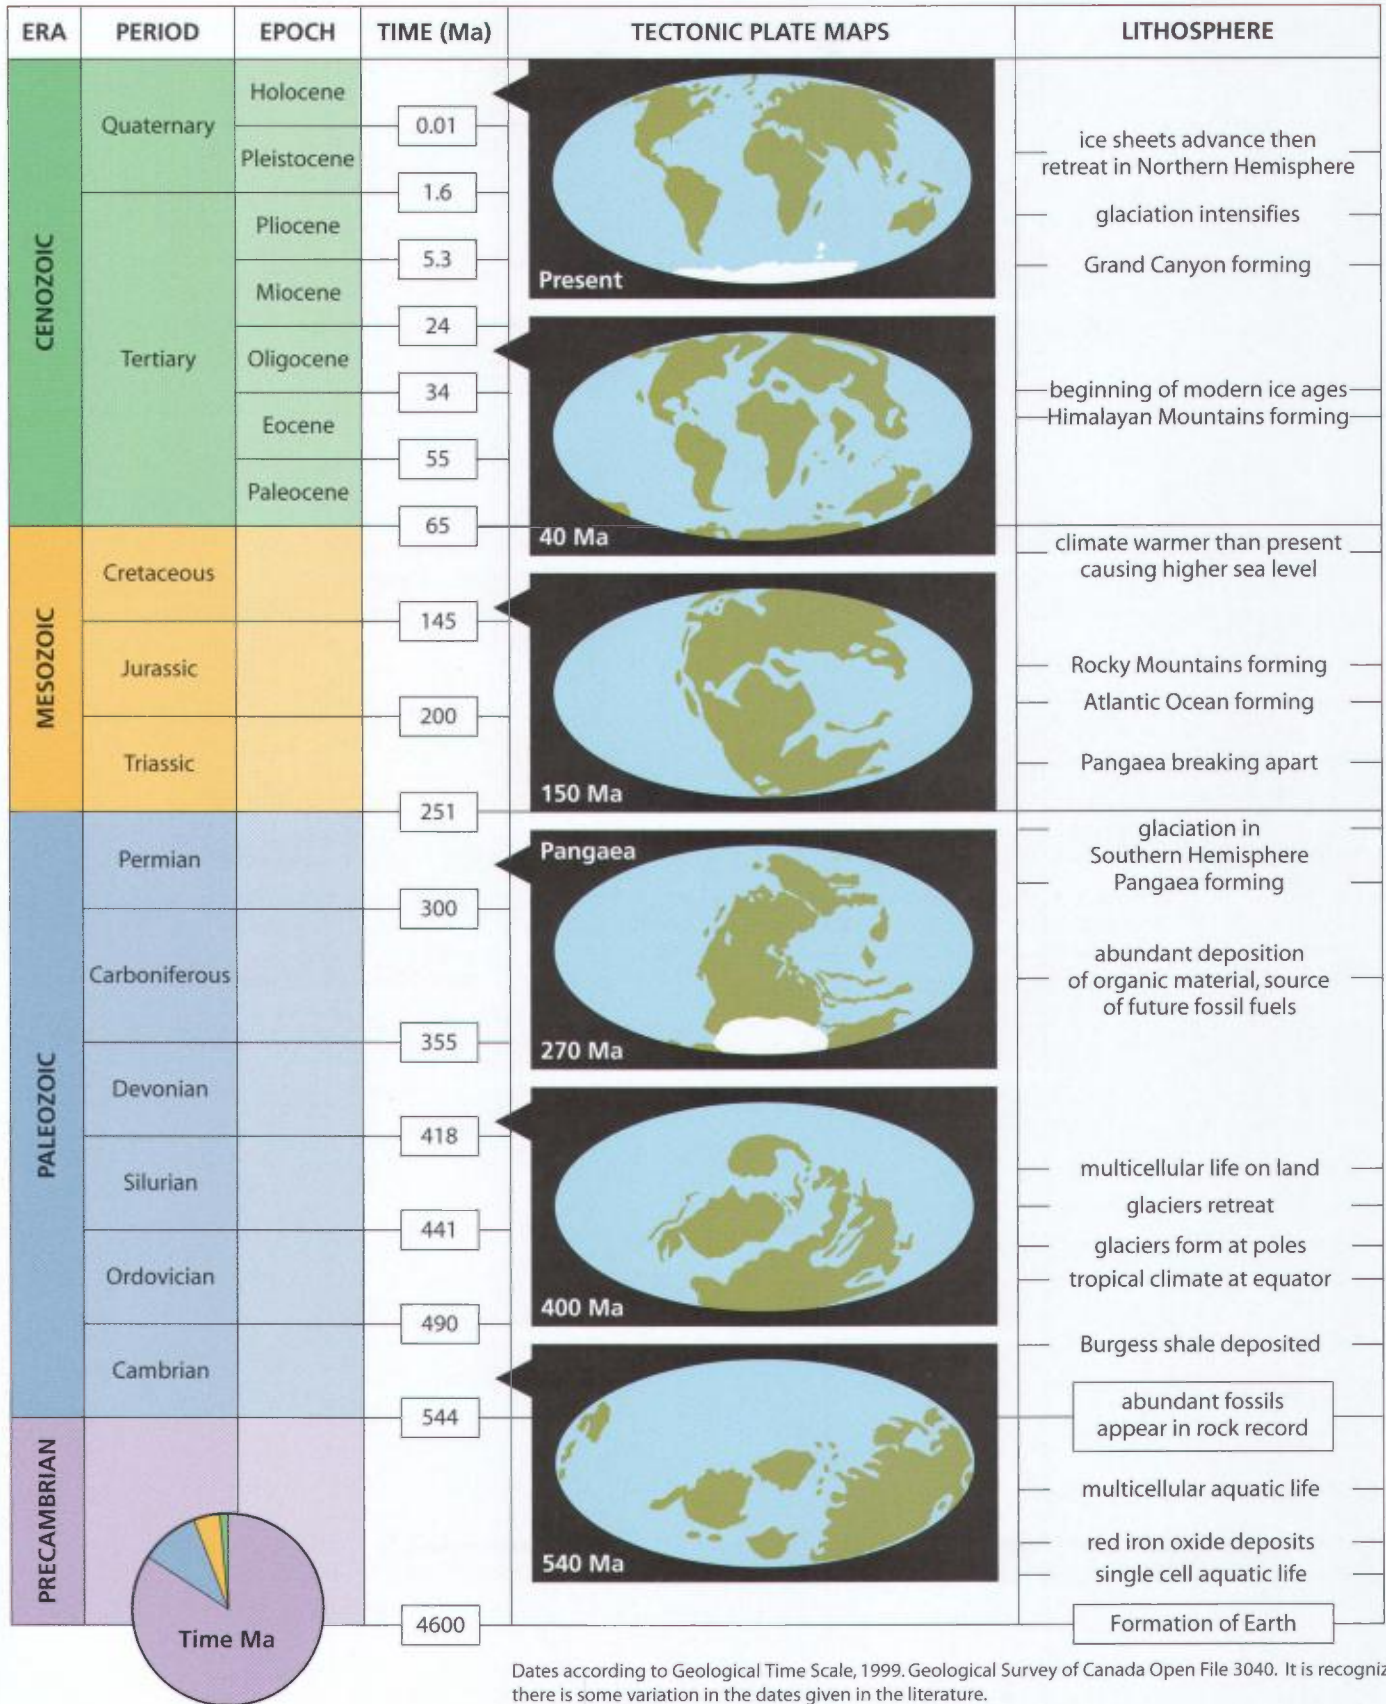 ERA
PERIOD
EPOCH
TIME (Ma)
TECTONIC PLATE MAPS
LITHOSPHERE
CENOZOIC
Quaternary
Tertiary
Holocene
Pleistocene
Pliocene
Miocene
Oligocene
Eocene
Paleocene
0.01
1.6
5.3
24
34
55
65
Present
40 Ma
ice sheets advance then
retreat in Northern Hemisphere
glaciation intensifies
Grand Canyon forming
beginning of modern ice ages
Himalayan Mountains forming
MESOZOIC
Cretaceous
Jurassic
Triassic
145
200
251
150 Ma
climate warmer than present
causing higher sea level
Rocky Mountains forming
Atlantic Ocean forming
Pangaea breaking apart
PALEOZOIC
Permian
Carboniferous
Devonian
Silurian
Ordovician
Cambrian
300
355
418
441
490
544
Pangaea
270 Ma
400 Ma
glaciation in
Southern Hemisphere
Pangaea forming
abundant deposition
of organic material, source
of future fossil fuels
multicellular life on land
glaciers retreat
glaciers form at poles
tropical climate at equator
Burgess shale deposited
abundant fossils
appear in rock record
PRECAMBRIAN
Time Ma
4600
540 Ma
multicellular aquatic life
red iron oxide deposits
single cell aquatic life
Formation of Earth
Dates according to Geological Time Scale, 1999. Geological Survey of Canada Open File 3040. It is recogniz
there is some variation in the dates given in the literature.